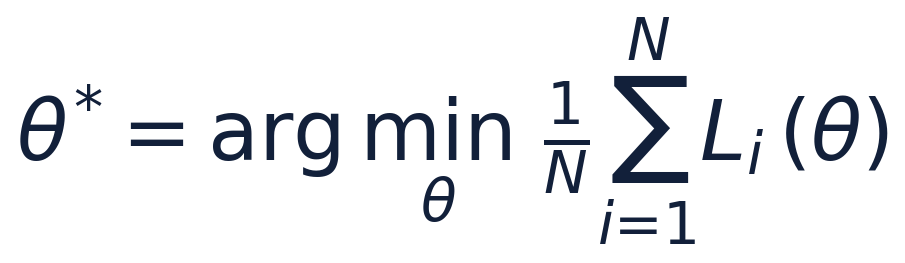 θ* = arg min_θ 1/N ∑_{i=1}^{N} L_i (θ)